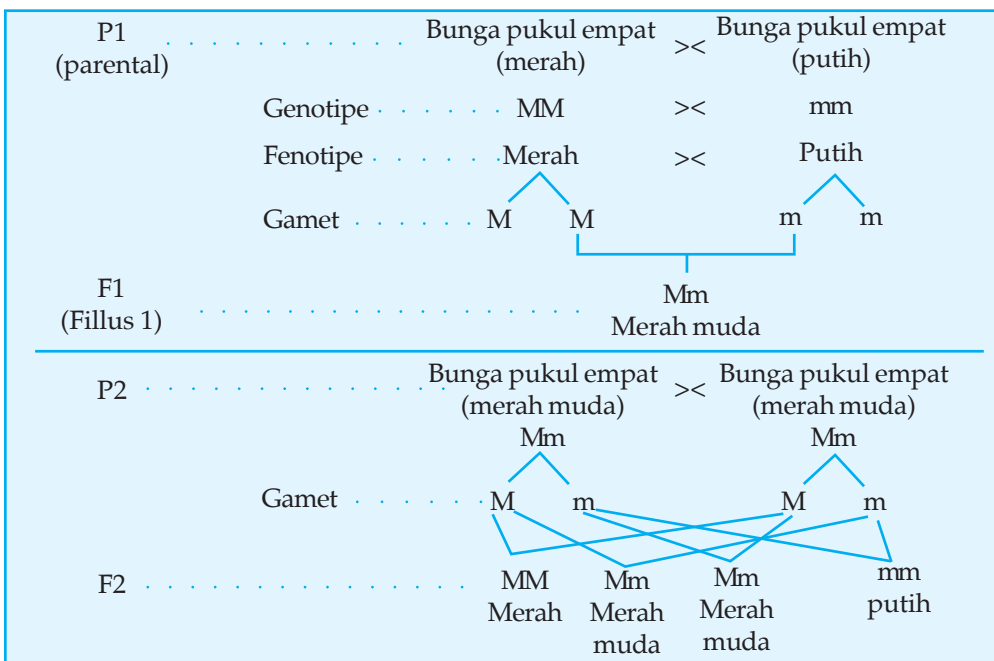 P1 . . . . . . . . . . . . Bunga pukul empat >< Bunga pukul empat
(parental) (merah) (putih)
Genotipe . . . . . . MM >< mm
Fenotipe . . . . . . Merah >< Putih
Gamet . . . . . . M M m m
F1 Mm
(Fillus 1) . . . . . . . . . . . . . . . . . . Merah muda
P2 . . . . . . . . . . . . . . . Bunga pukul empat >< Bunga pukul empat
(merah muda) (merah muda)
Mm Mm
Gamet . . . . . . . M m M m
F2 . . . . . . . . . . . . . . . . MM Mm Mm mm
Merah Merah Merah putih
muda muda